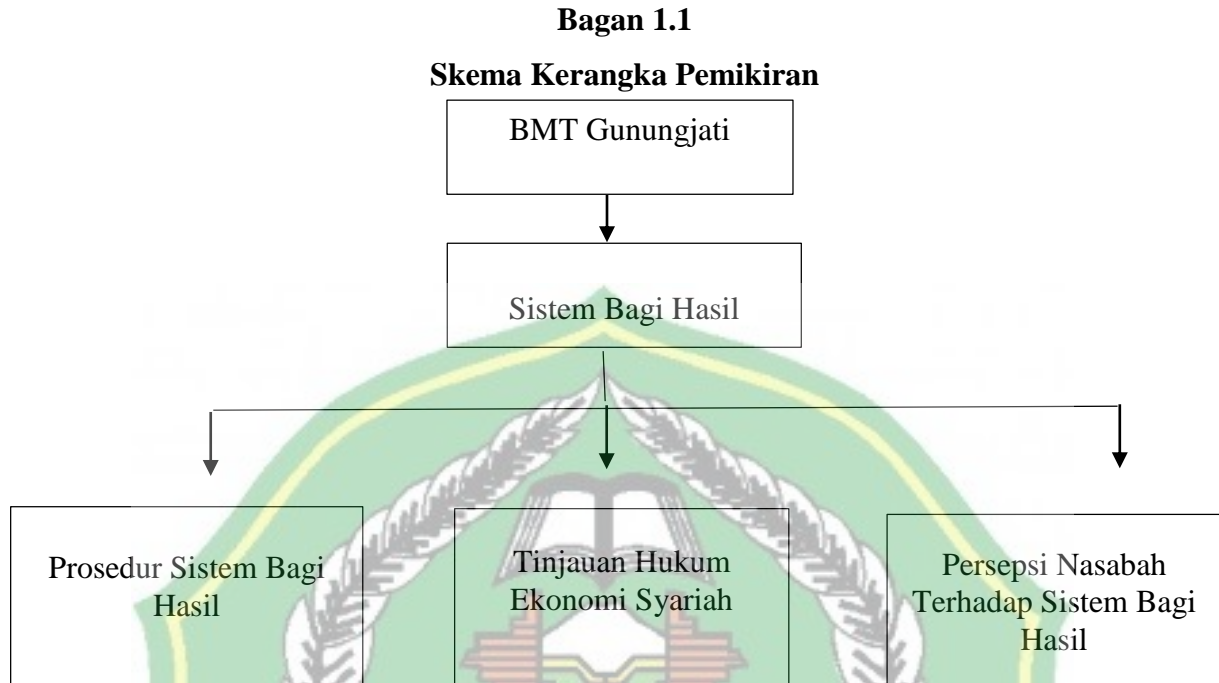 Bagan 1.1
Skema Kerangka Pemikiran
BMT Gunungjati
Sistem Bagi Hasil
Prosedur Sistem Bagi
Hasil
Tinjauan Hukum
Ekonomi Syariah
Persepsi Nasabah
Terhadap Sistem Bagi
Hasil